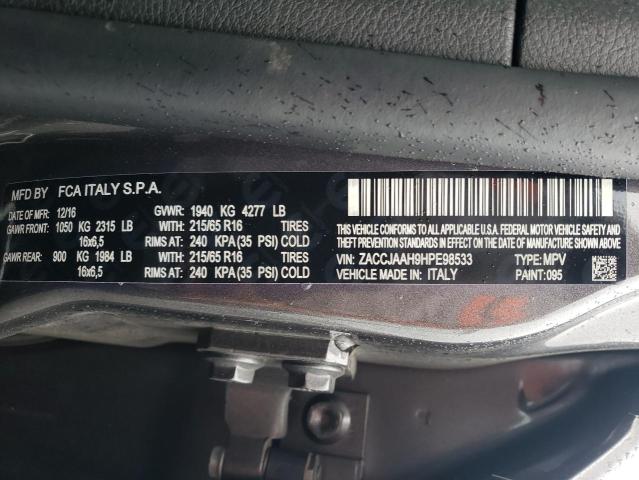 MFD BY FCA ITALY S.P.A.
DATE OF MFR: 12/16 GVWR: 1940 KG 4277 LB
GAWR FRONT: 1050 KG 2315 LB WITH: 215/65 R16 TIRES
16x6,5 RIMS AT: 240 KPA (35 PSI) COLD
GAWR REAR: 900 KG 1984 LB WITH: 215/65 R16 TIRES
16x6,5 RIMS AT: 240 KPA (35 PSI) COLD
THIS VEHICLE CONFORMS TO ALL APPLICABLE U.S.A. FEDERAL MOTOR VEHICLE SAFETY, BUMPER, AND
THEFT PREVENTION STANDARDS IN EFFECT ON THE DATE OF MANUFACTURE SHOWN ABOVE.
VIN: ZACCJAAH9HPE98533 TYPE: MPV
VEHICLE MADE IN: ITALY PAINT: 095